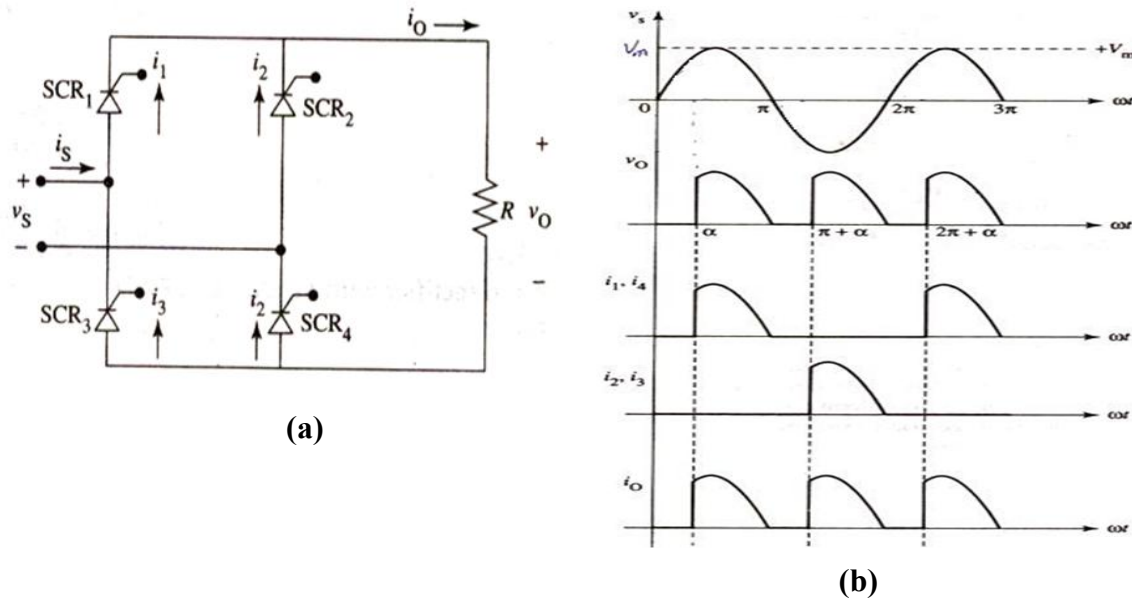 i_O
i_1
i_2
SCR_1
SCR_2
i_S
+
+
v_S
R
v_O
−
−
i_3
i_2
SCR_3
SCR_4
(a)
v_s
V_m
+V_m
0
π
2π
3π
ωt
v_O
α
π + α
2π + α
ωt
i_1, i_4
ωt
i_2, i_3
ωt
i_O
ωt
(b)